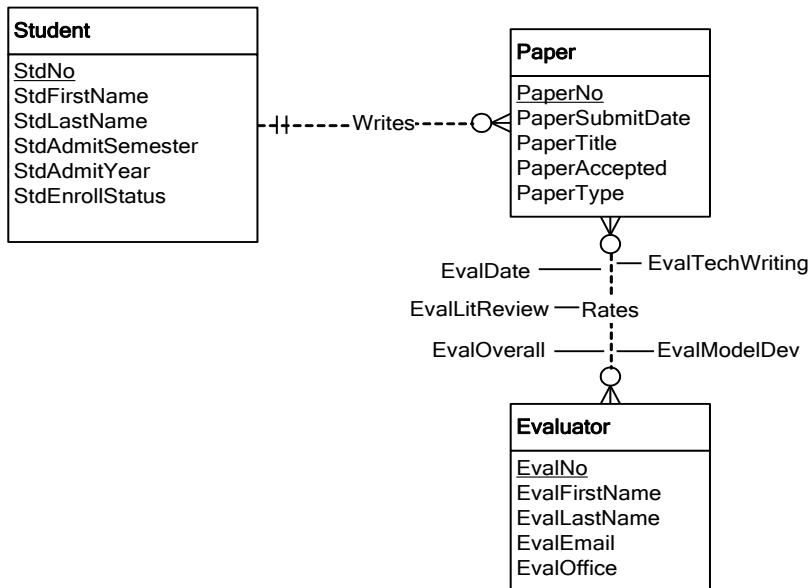 Student
StdNo
StdFirstName
StdLastName
StdAdmitSemester
StdAdmitYear
StdEnrollStatus
Writes
Paper
PaperNo
PaperSubmitDate
PaperTitle
PaperAccepted
PaperType
EvalDate
EvalTechWriting
EvalLitReview
Rates
EvalOverall
EvalModelDev
Evaluator
EvalNo
EvalFirstName
EvalLastName
EvalEmail
EvalOffice